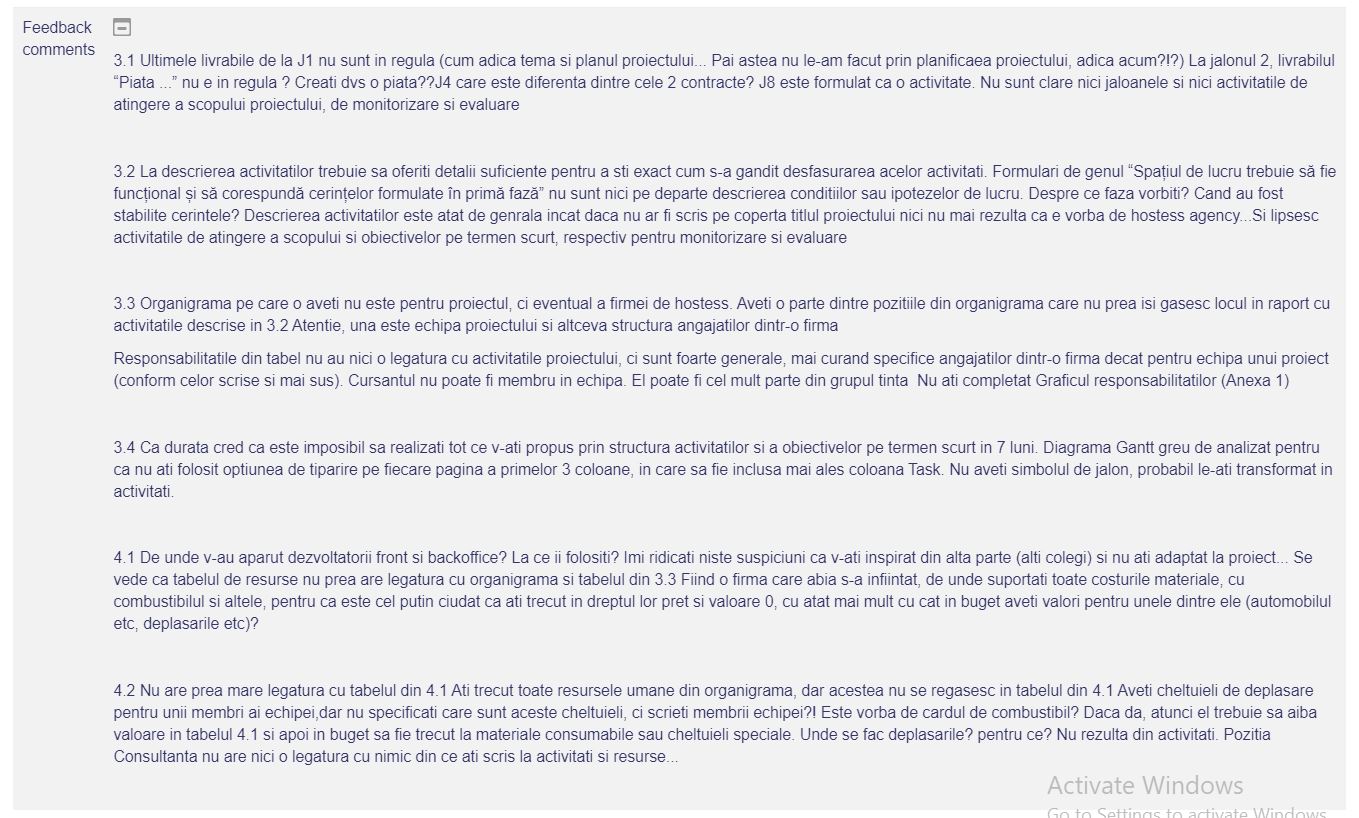 Feedback
comments
3.1 Ultimele livrabile de la J1 nu sunt in regula (cum adica tema si planul proiectului... Pai astea nu le-am facut prin planificaea proiectului, adica acum?!?) La jalonul 2, livrabilul
“Piata ...” nu e in regula ? Creati dvs o piata??J4 care este diferenta dintre cele 2 contracte? J8 este formulat ca o activitate. Nu sunt clare nici jaloanele si nici activitatile de
atingere a scopului proiectului, de monitorizare si evaluare
3.2 La descrierea activitatilor trebuie sa oferiti detalii suficiente pentru a sti exact cum s-a gandit desfasurarea acelor activitati. Formulari de genul “Spațiul de lucru trebuie să fie
funcțional și să corespundă cerințelor formulate în primă fază” nu sunt nici pe departe descrierea conditiilor sau ipotezelor de lucru. Despre ce faza vorbiti? Cand au fost
stabilite cerintele? Descrierea activitatilor este atat de genrala incat daca nu ar fi scris pe coperta titlul proiectului nici nu mai rezulta ca e vorba de hostess agency...Si lipsesc
activitatile de atingere a scopului si obiectivelor pe termen scurt, respectiv pentru monitorizare si evaluare
3.3 Organigrama pe care o aveti nu este pentru proiectul, ci eventual a firmei de hostess. Aveti o parte dintre pozitiile din organigrama care nu prea isi gasesc locul in raport cu
activitatile descrise in 3.2 Atentie, una este echipa proiectului si altceva structura angajatilor dintr-o firma
Responsabilitatile din tabel nu au nici o legatura cu activitatile proiectului, ci sunt foarte generale, mai curand specifice angajatilor dintr-o firma decat pentru echipa unui proiect
(conform celor scrise si mai sus). Cursantul nu poate fi membru in echipa. El poate fi cel mult parte din grupul tinta  Nu ati completat Graficul responsabilitatilor (Anexa 1)
3.4 Ca durata cred ca este imposibil sa realizati tot ce v-ati propus prin structura activitatilor si a obiectivelor pe termen scurt in 7 luni. Diagrama Gantt greu de analizat pentru
ca nu ati folosit optiunea de tiparire pe fiecare pagina a primelor 3 coloane, in care sa fie inclusa mai ales coloana Task. Nu aveti simbolul de jalon, probabil le-ati transformat in
activitati.
4.1 De unde v-au aparut dezvoltatorii front si backoffice? La ce ii folositi? Imi ridicati niste suspiciuni ca v-ati inspirat din alta parte (alti colegi) si nu ati adaptat la proiect... Se
vede ca tabelul de resurse nu prea are legatura cu organigrama si tabelul din 3.3 Fiind o firma care abia s-a infiintat, de unde suportati toate costurile materiale, cu
combustibilul si altele, pentru ca este cel putin ciudat ca ati trecut in dreptul lor pret si valoare 0, cu atat mai mult cu cat in buget aveti valori pentru unele dintre ele (automobilul
etc, deplasarile etc)?
4.2 Nu are prea mare legatura cu tabelul din 4.1 Ati trecut toate resursele umane din organigrama, dar acestea nu se regasesc in tabelul din 4.1 Aveti cheltuieli de deplasare
pentru unii membri ai echipei,dar nu specificati care sunt aceste cheltuieli, ci scrieti membrii echipei?! Este vorba de cardul de combustibil? Daca da, atunci el trebuie sa aiba
valoare in tabelul 4.1 si apoi in buget sa fie trecut la materiale consumabile sau cheltuieli speciale. Unde se fac deplasarile? pentru ce? Nu rezulta din activitati. Pozitia
Consultanta nu are nici o legatura cu nimic din ce ati scris la activitati si resurse...
Activate Windows
Go to Settings to activate Windows